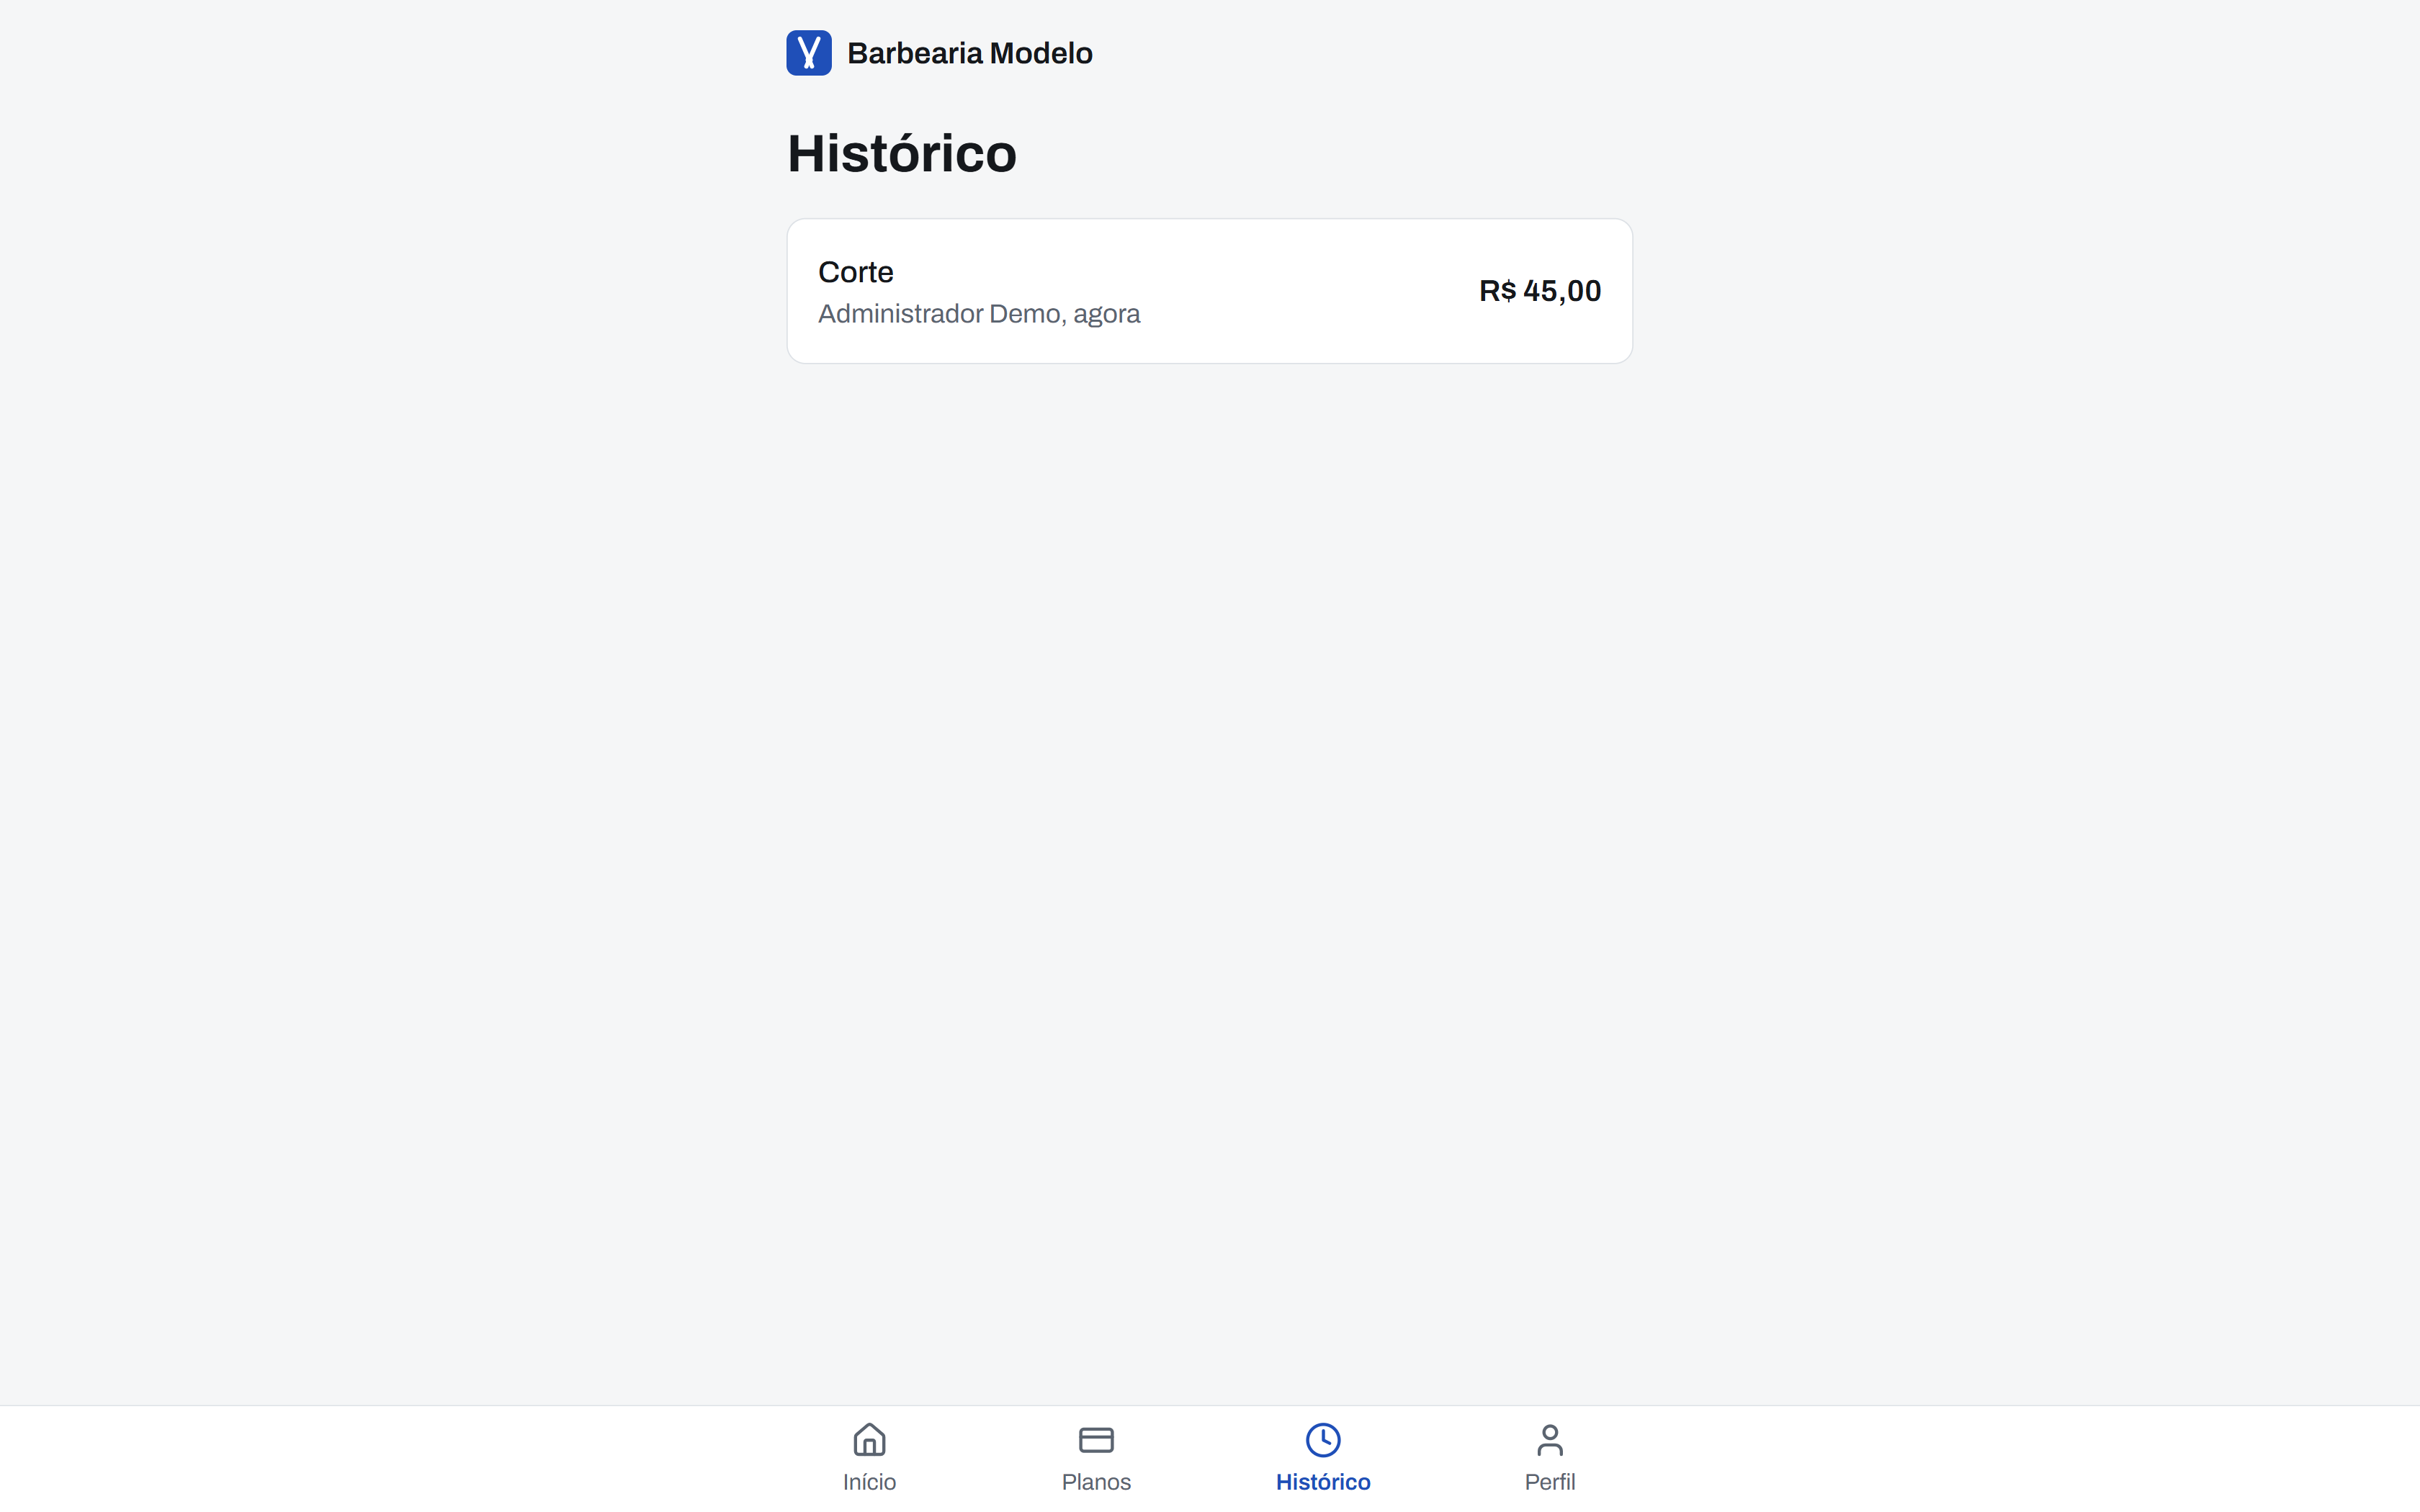 Barbearia Modelo
Histórico
Corte
Administrador Demo, agora
R$ 45,00
Início
Planos
Histórico
Perfil